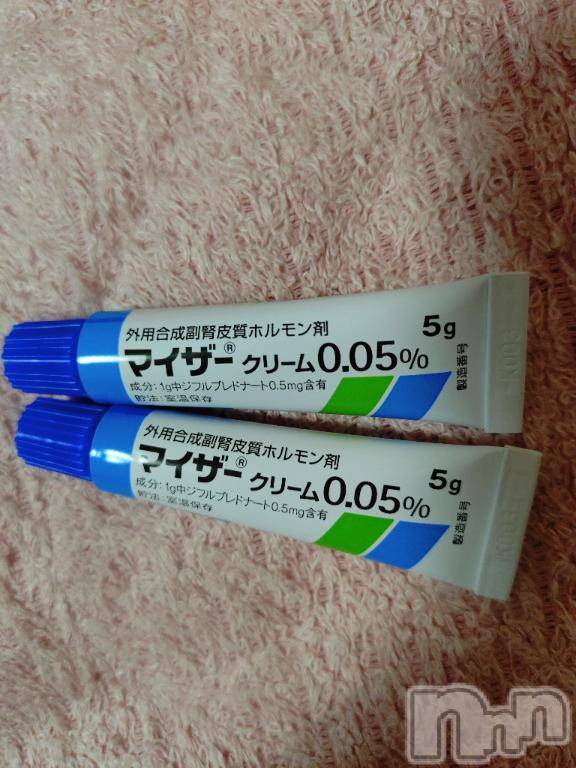 外用合成副腎皮質ホルモン剤
マイザー® クリーム0.05%
5g
成分:1g中ジフルプレドナート0.5mg含有
貯法:室温保存
製造番号
外用合成副腎皮質ホルモン剤
マイザー® クリーム0.05%
5g
成分:1g中ジフルプレドナート0.5mg含有
貯法:室温保存
製造番号
nnn